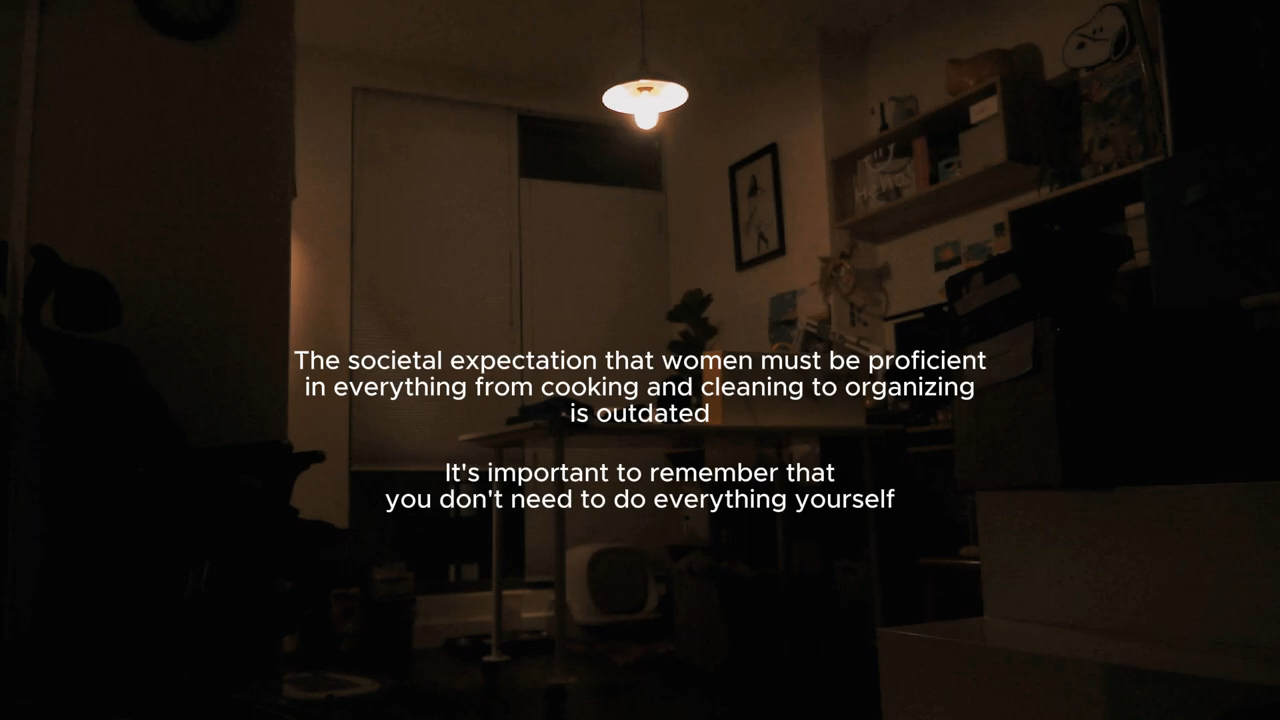 The societal expectation that women must be proficient
in everything from cooking and cleaning to organizing
is outdated
It's important to remember that
you don't need to do everything yourself